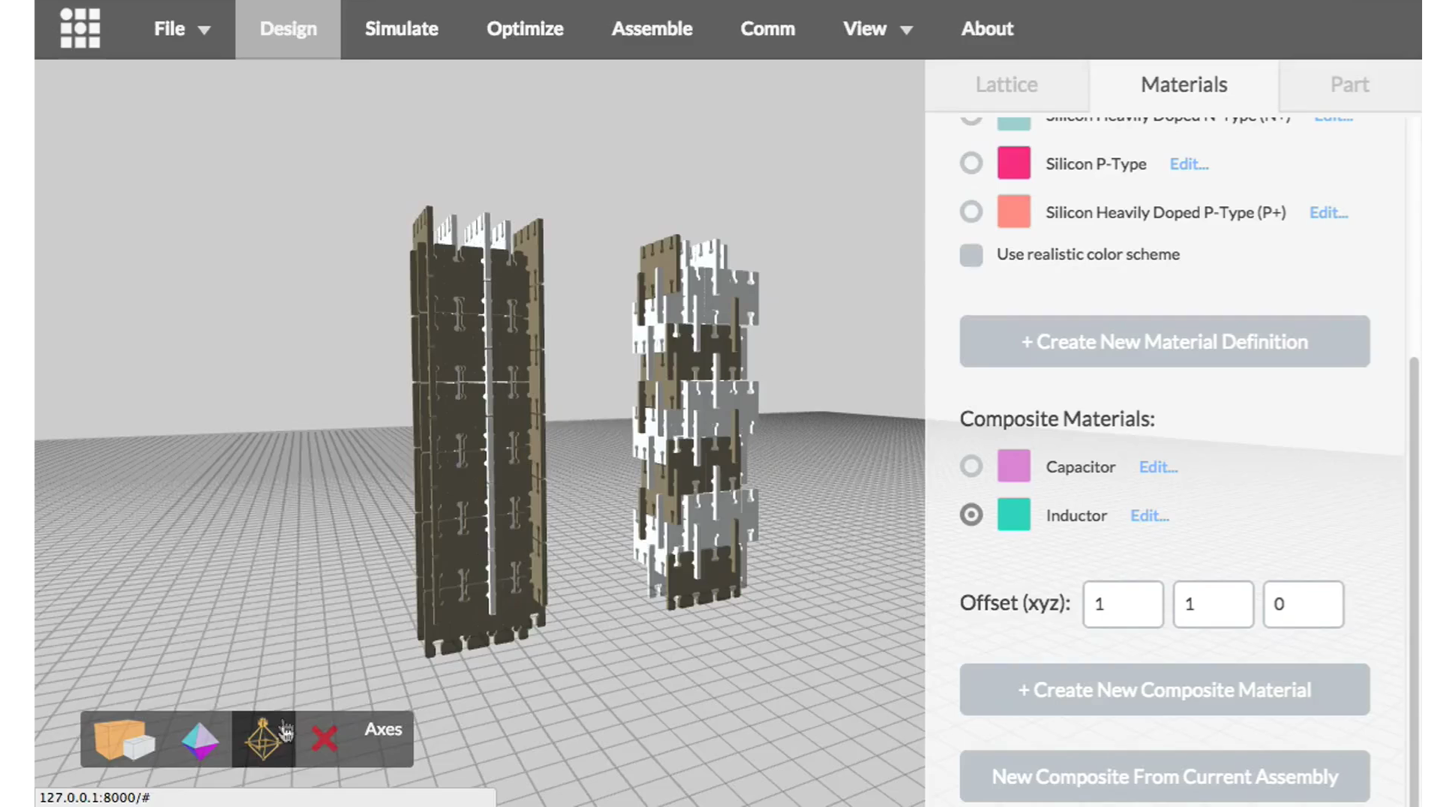 File Design Simulate Optimize Assemble Comm View About
Lattice Materials Part
Silicon Heavily Doped N-Type (N+) Edit...
Silicon P-Type Edit...
Silicon Heavily Doped P-Type (P+) Edit...
Use realistic color scheme
+ Create New Material Definition
Composite Materials:
Capacitor Edit...
Inductor Edit...
Offset (xyz): 1 1 0
+ Create New Composite Material
New Composite From Current Assembly
Axes
127.0.0.1:8000/#